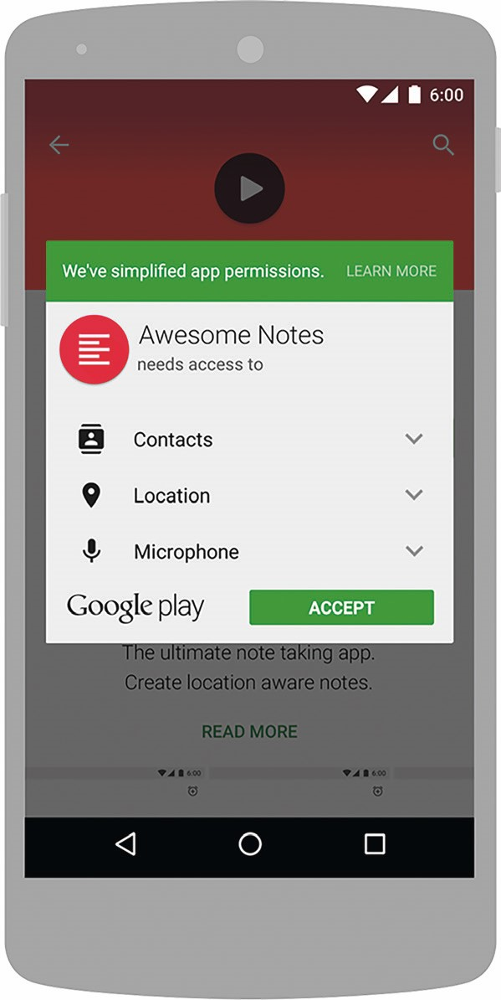 6:00
We've simplified app permissions. LEARN MORE
Awesome Notes
needs access to
Contacts
Location
Microphone
Google play ACCEPT
The ultimate note taking app.
Create location aware notes.
READ MORE
6:00 6:00